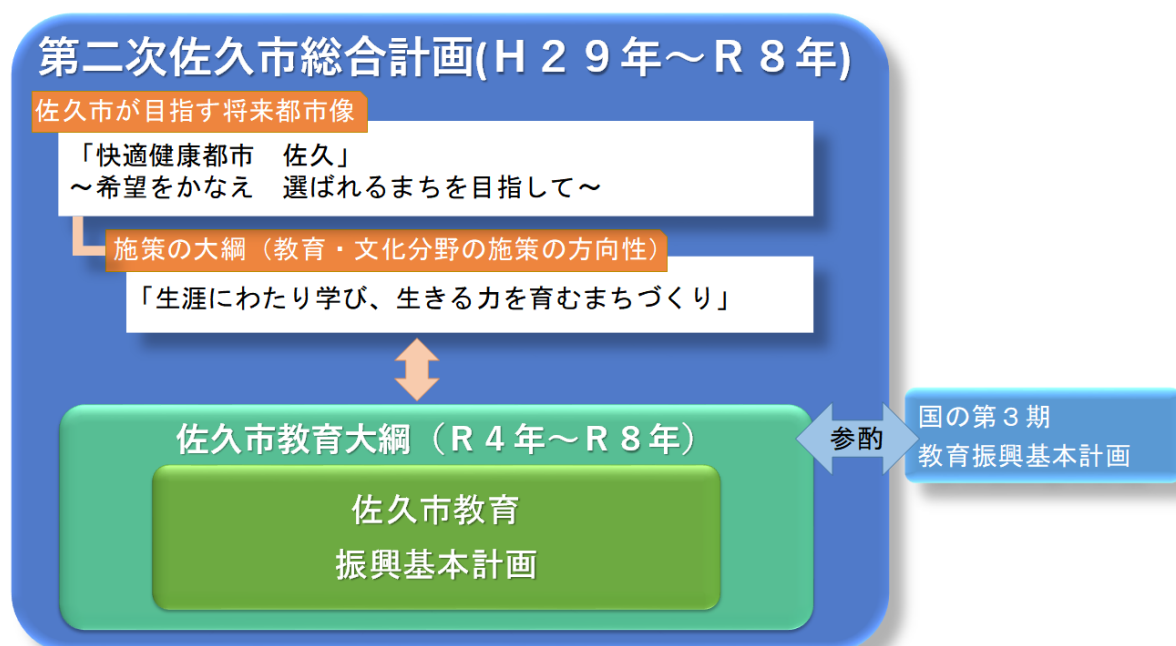 第二次佐久市総合計画(Ｈ２９年～Ｒ８年)
佐久市が目指す将来都市像
「快適健康都市　佐久」
～希望をかなえ　選ばれるまちを目指して～
施策の大綱（教育・文化分野の施策の方向性）
「生涯にわたり学び、生きる力を育むまちづくり」
佐久市教育大綱（Ｒ４年～Ｒ８年）
参酌
国の第３期
教育振興基本計画
佐久市教育
振興基本計画